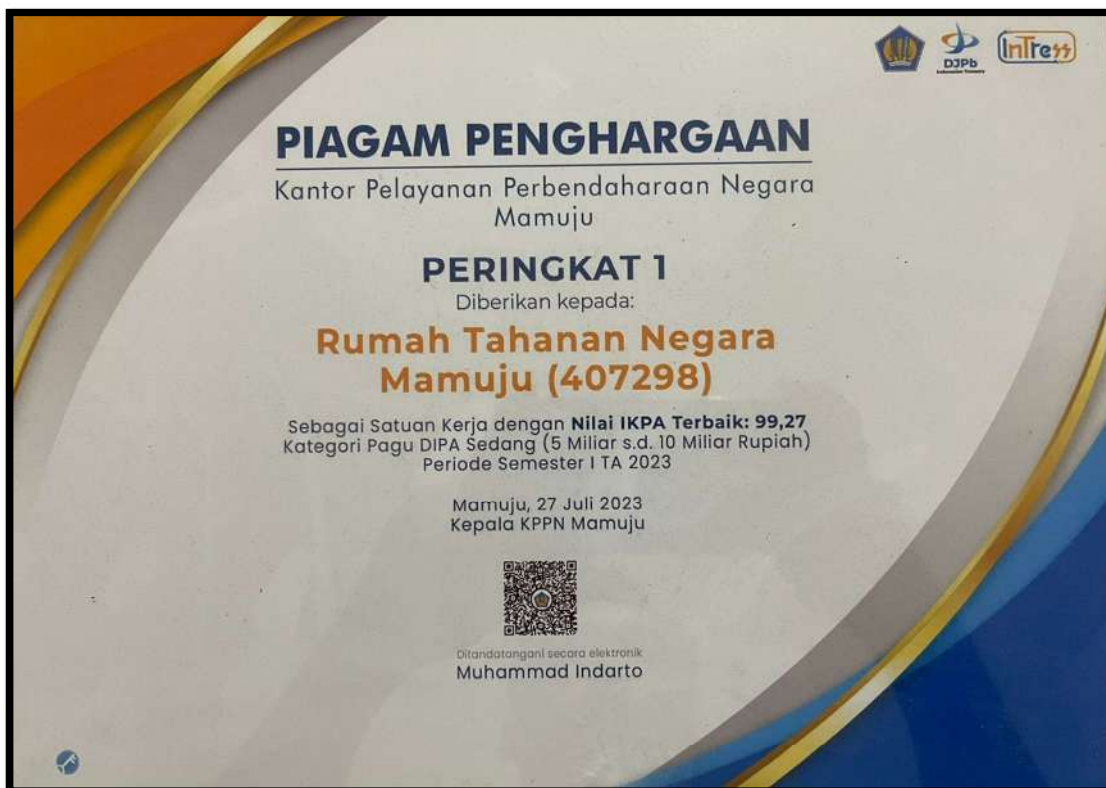 DJPb
Indonesian Treasury
InTress
PIAGAM PENGHARGAAN
Kantor Pelayanan Perbendaharaan Negara
Mamuju
PERINGKAT 1
Diberikan kepada:
Rumah Tahanan Negara
Mamuju (407298)
Sebagai Satuan Kerja dengan Nilai IKPA Terbaik: 99,27
Kategori Pagu DIPA Sedang (5 Miliar s.d. 10 Miliar Rupiah)
Periode Semester I TA 2023
Mamuju, 27 Juli 2023
Kepala KPPN Mamuju
Ditandatangani secara elektronik
Muhammad Indarto